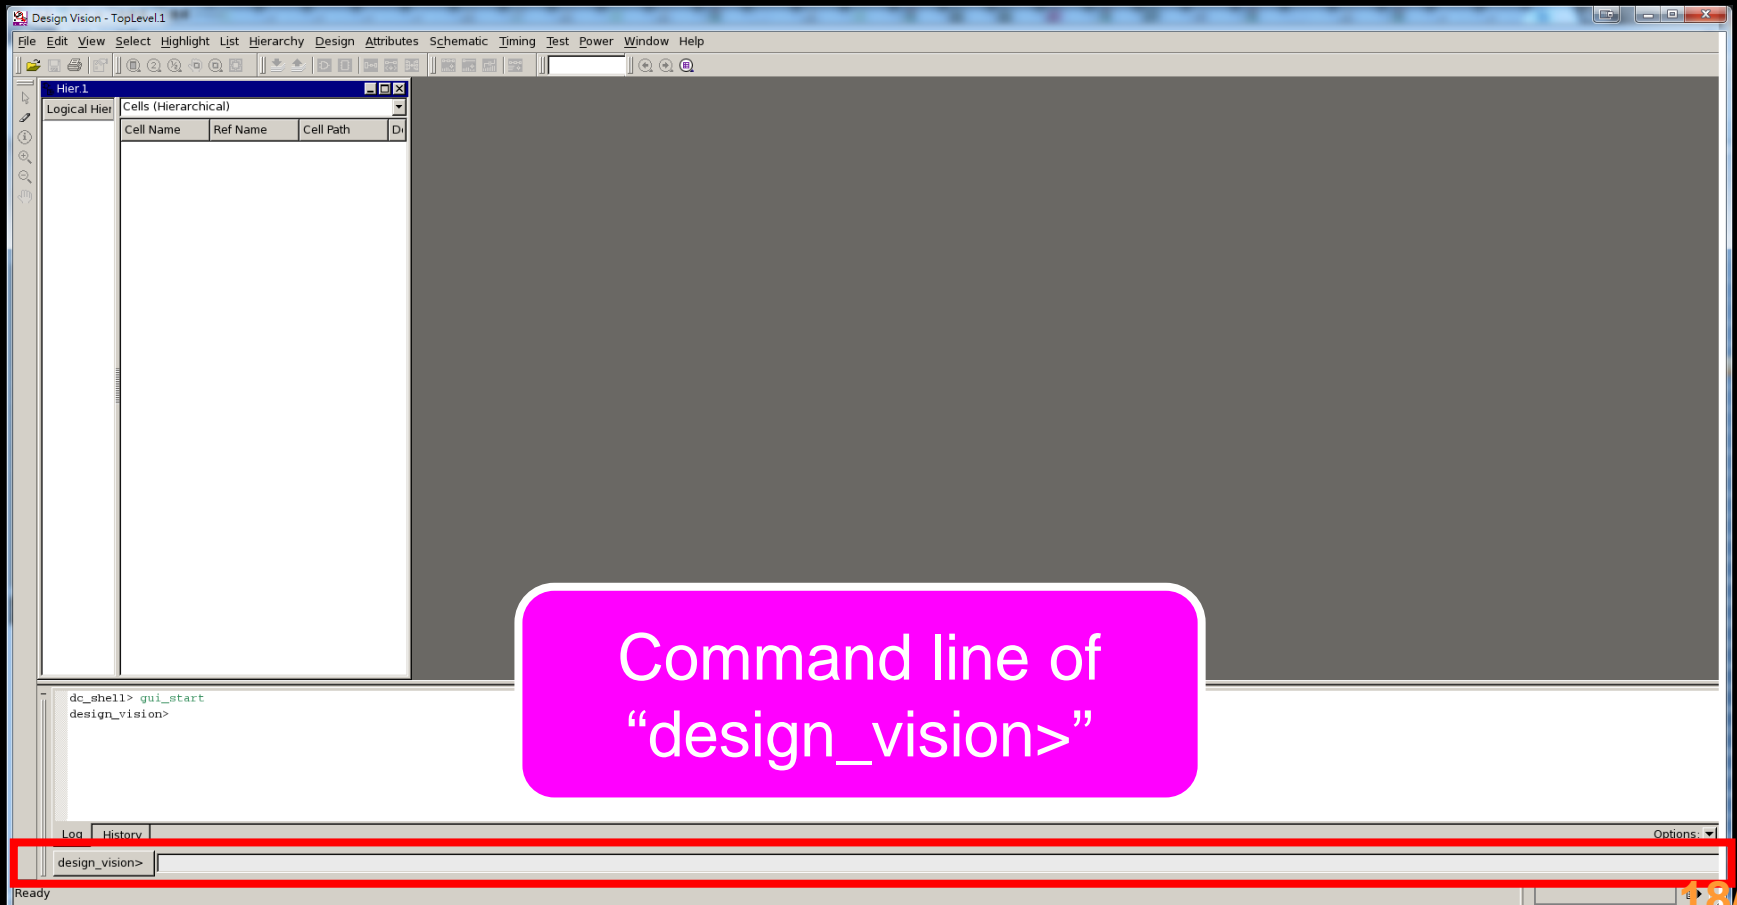 Design Vision - TopLevel.1
File Edit View Select Highlight List Hierarchy Design Attributes Schematic Timing Test Power Window Help
Hier.1
Logical Hier
Cells (Hierarchical)
Cell Name Ref Name Cell Path
dc_shell> gui_start
design_vision>
Command line of
“design_vision>”
Log History
Options:
design_vision>
Ready
18